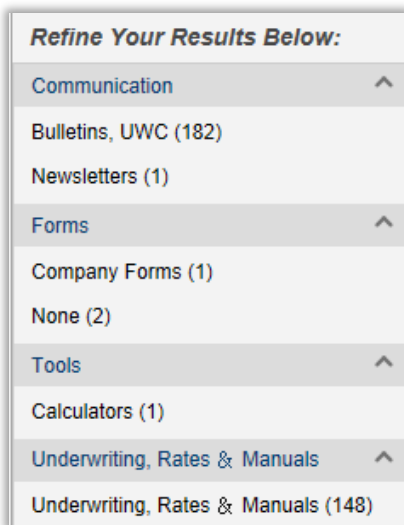 Refine Your Results Below:
Communication
Bulletins, UWC (182)
Newsletters (1)
Forms
Company Forms (1)
None (2)
Tools
Calculators (1)
Underwriting, Rates & Manuals
Underwriting, Rates & Manuals (148)